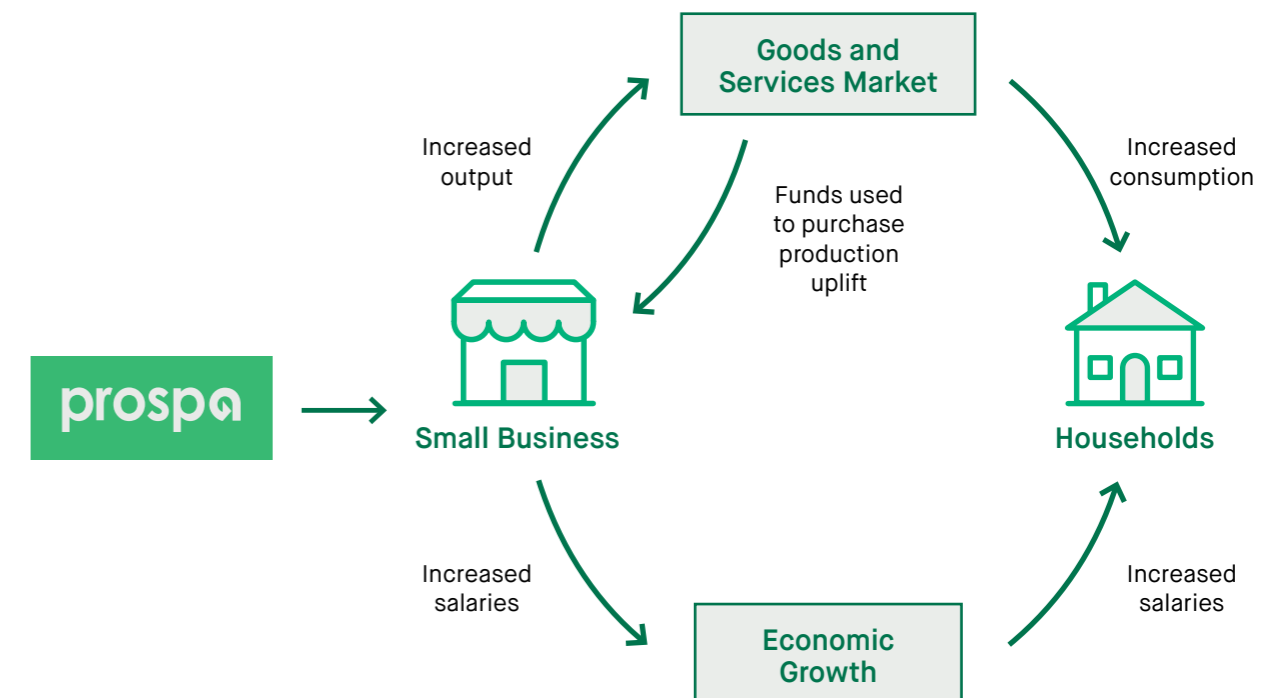 Goods and
Services Market
Increased
output
Increased
consumption
Funds used
to purchase
production
uplift
prospa
Small Business
Households
Increased
salaries
Increased
salaries
Economic
Growth